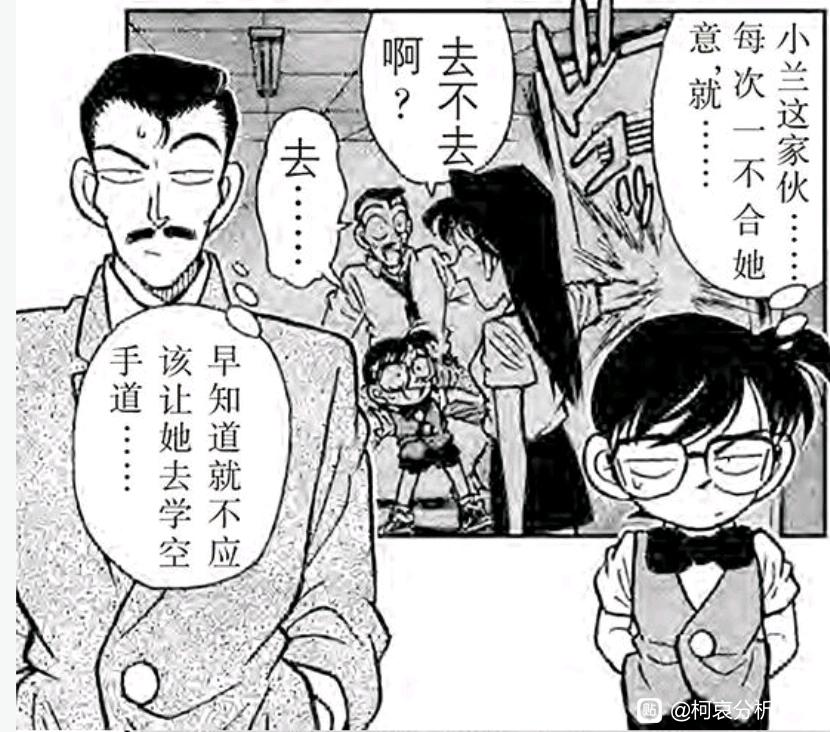 小兰这家伙……
每次一不合她
意,就……
去不去
啊?
去……
早知道就不应
该让她去学空
手道……
贴 @柯哀分析